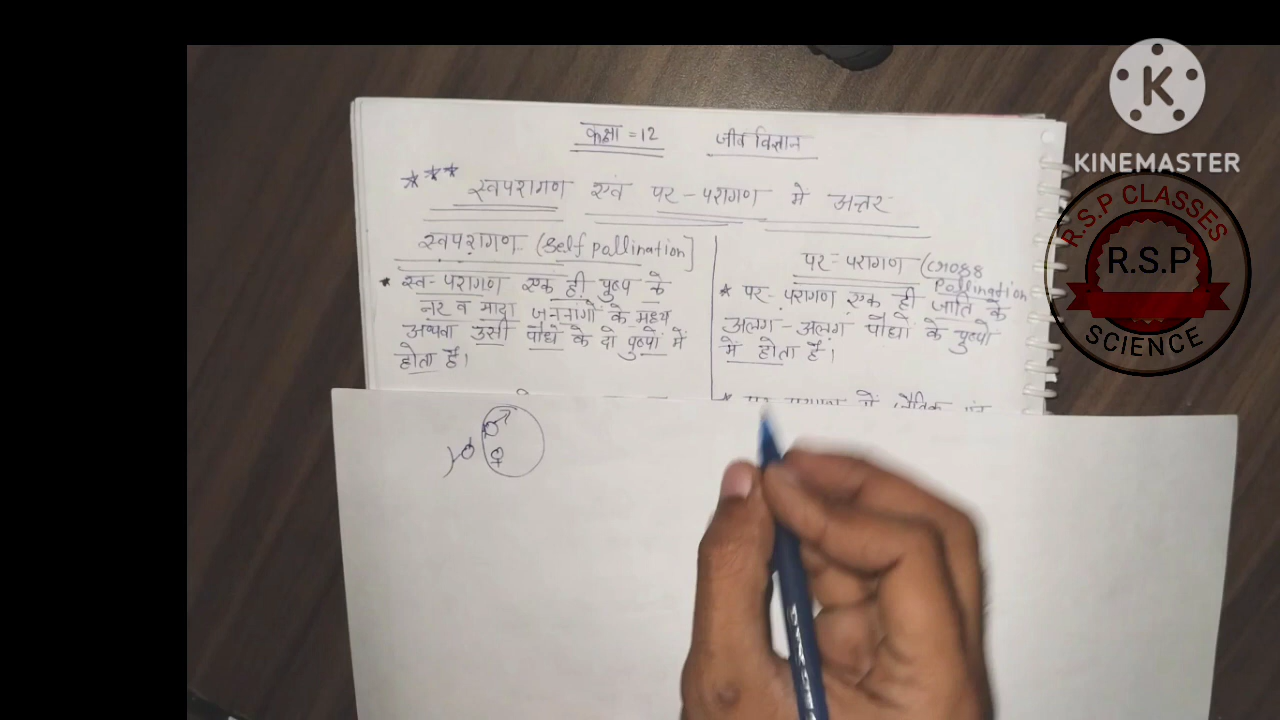 कक्षा = 12 जीव विज्ञान
*** स्वपरागण एवं पर-परागण में अन्तर
स्वपरागण (Self pollination]
* स्व-परागण एक ही पुष्प के
नर व मादा जननांगो के मध्य
अथवा उसी पौधे के दो पुष्पों में
होता है।
पर-परागण (cross
Pollination
* पर-परागण एक ही जाति के
अलग-अलग पौधों के पुष्पो
में होता है।
K
KINEMASTER
R.S.P CLASSES
R.S.P
SCIENCE